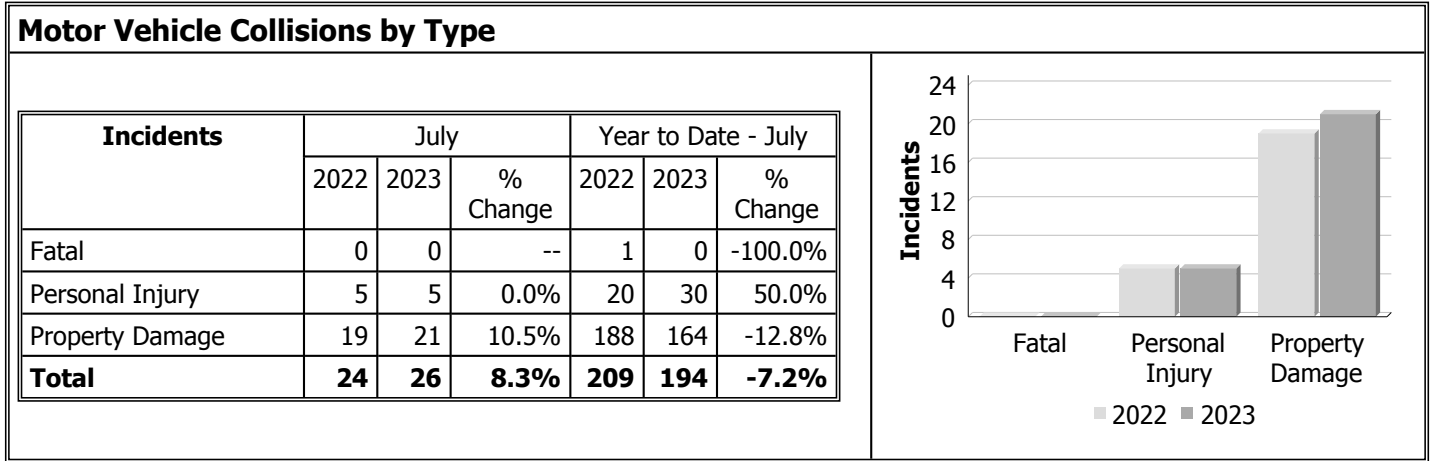 Motor Vehicle Collisions by Type
Incidents July Year to Date - July
2022 2023 % Change 2022 2023 % Change
Fatal 0 0 -- 1 0 -100.0%
Personal Injury 5 5 0.0% 20 30 50.0%
Property Damage 19 21 10.5% 188 164 -12.8%
Total 24 26 8.3% 209 194 -7.2%
Incidents
24
20
16
12
8
4
0
Fatal Personal Injury Property Damage
2022 2023